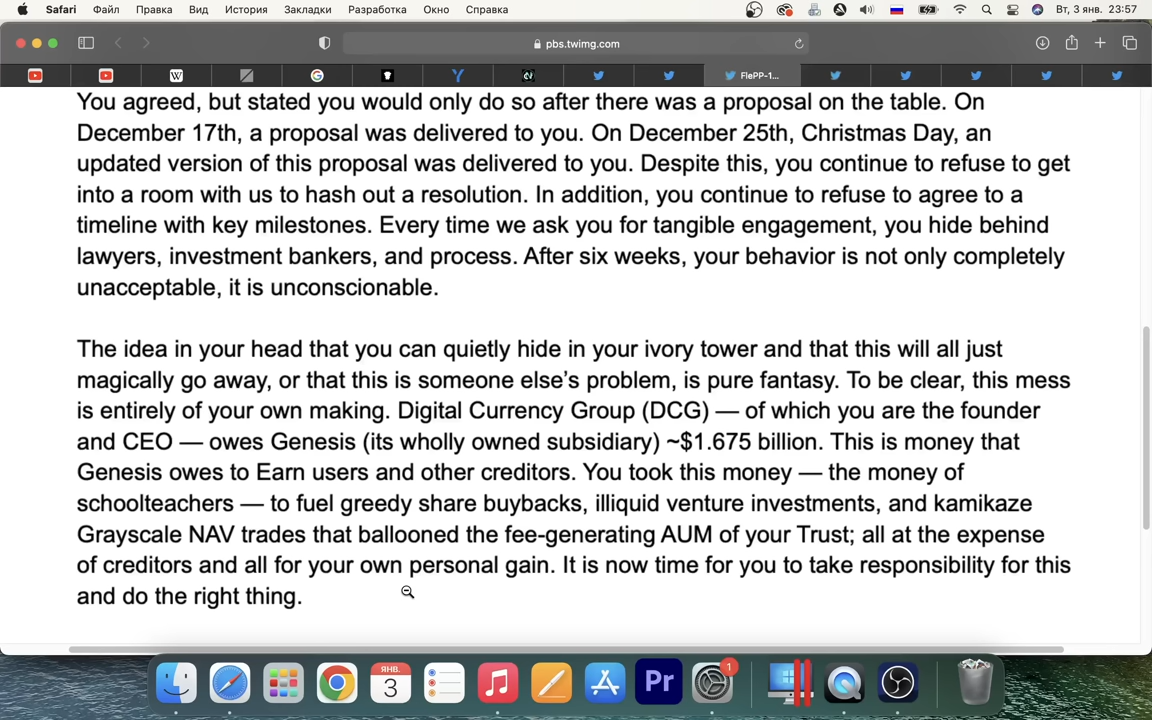 Safari Файл Правка Вид История Закладки Разработка Окно Справка Вт, 3 янв. 23:57
pbs.twimg.com
FlePP-1...
You agreed, but stated you would only do so after there was a proposal on the table. On
December 17th, a proposal was delivered to you. On December 25th, Christmas Day, an
updated version of this proposal was delivered to you. Despite this, you continue to refuse to get
into a room with us to hash out a resolution. In addition, you continue to refuse to agree to a
timeline with key milestones. Every time we ask you for tangible engagement, you hide behind
lawyers, investment bankers, and process. After six weeks, your behavior is not only completely
unacceptable, it is unconscionable.
The idea in your head that you can quietly hide in your ivory tower and that this will all just
magically go away, or that this is someone else’s problem, is pure fantasy. To be clear, this mess
is entirely of your own making. Digital Currency Group (DCG) — of which you are the founder
and CEO — owes Genesis (its wholly owned subsidiary) ~$1.675 billion. This is money that
Genesis owes to Earn users and other creditors. You took this money — the money of
schoolteachers — to fuel greedy share buybacks, illiquid venture investments, and kamikaze
Grayscale NAV trades that ballooned the fee-generating AUM of your Trust; all at the expense
of creditors and all for your own personal gain. It is now time for you to take responsibility for this
and do the right thing.
ЯНВ.
3
Pr
1